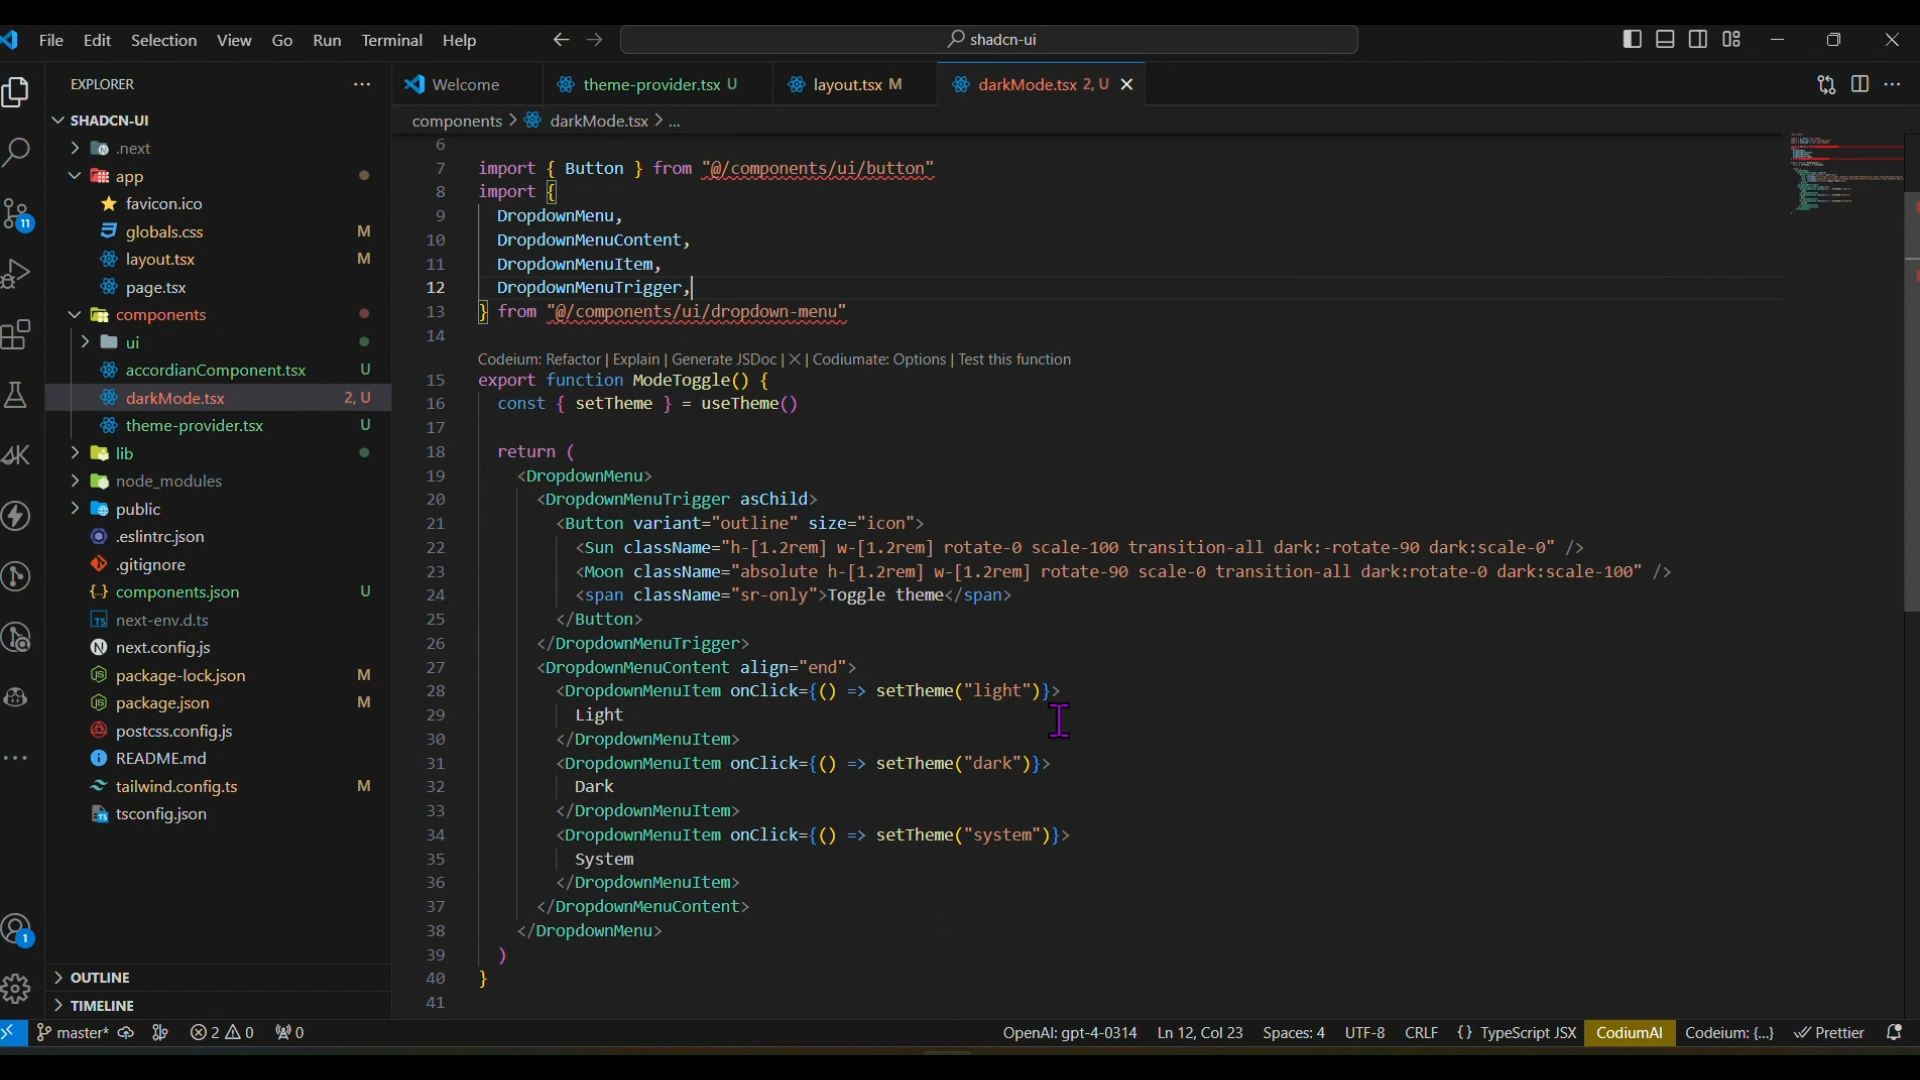 File Edit Selection View Go Run Terminal Help
shadcn-ui
EXPLORER
Welcome
theme-provider.tsx U
layout.tsx M
darkMode.tsx 2, U
components > darkMode.tsx > ...
SHADCN-UI
.next
app
favicon.ico
globals.css M
layout.tsx M
page.tsx
components
ui
accordianComponent.tsx U
darkMode.tsx 2, U
theme-provider.tsx U
lib
node_modules
public
.eslintrc.json
.gitignore
components.json U
next-env.d.ts
next.config.js
package-lock.json M
package.json M
postcss.config.js
README.md
tailwind.config.ts M
tsconfig.json
OUTLINE
TIMELINE
11
1
6
7 import { Button } from "@/components/ui/button"
8 import {
9 DropdownMenu,
10 DropdownMenuContent,
11 DropdownMenuItem,
12 DropdownMenuTrigger,
13 } from "@/components/ui/dropdown-menu"
14
Codeium: Refactor | Explain | Generate JSDoc | X | Codiumate: Options | Test this function
15 export function ModeToggle() {
16 const { setTheme } = useTheme()
17
18 return (
19 <DropdownMenu>
20 <DropdownMenuTrigger asChild>
21 <Button variant="outline" size="icon">
22 <Sun className="h-[1.2rem] w-[1.2rem] rotate-0 scale-100 transition-all dark:-rotate-90 dark:scale-0" />
23 <Moon className="absolute h-[1.2rem] w-[1.2rem] rotate-90 scale-0 transition-all dark:rotate-0 dark:scale-100" />
24 <span className="sr-only">Toggle theme</span>
25 </Button>
26 </DropdownMenuTrigger>
27 <DropdownMenuContent align="end">
28 <DropdownMenuItem onClick={() => setTheme("light")}>
29 Light
30 </DropdownMenuItem>
31 <DropdownMenuItem onClick={() => setTheme("dark")}>
32 Dark
33 </DropdownMenuItem>
34 <DropdownMenuItem onClick={() => setTheme("system")}>
35 System
36 </DropdownMenuItem>
37 </DropdownMenuContent>
38 </DropdownMenu>
39 )
40 }
41
master* 2 0 0 OpenAI: gpt-4-0314 Ln 12, Col 23 Spaces: 4 UTF-8 CRLF {} TypeScript JSX CodiumAI Codeium: {...} Prettier